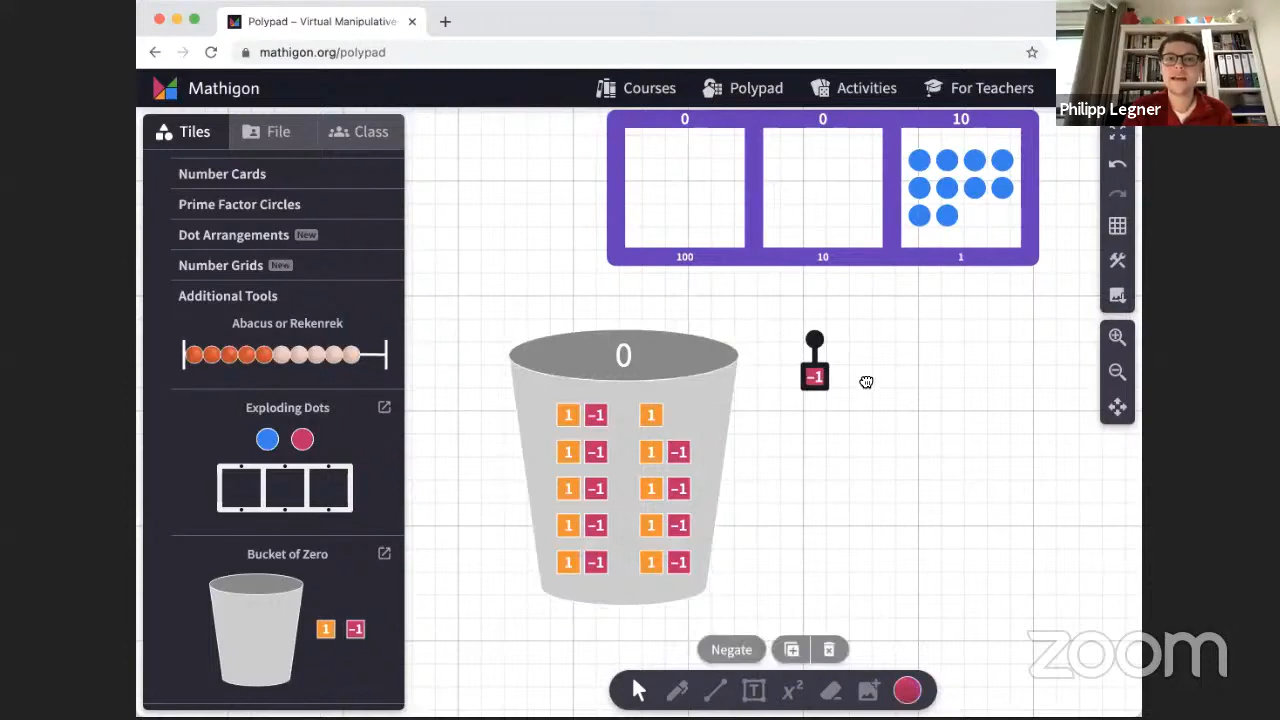 Polypad – Virtual Manipulative
mathigon.org/polypad
Mathigon
Courses
Polypad
Activities
For Teachers
Philipp Legner
Tiles
File
Class
Number Cards
Prime Factor Circles
Dot Arrangements New
Number Grids New
Additional Tools
Abacus or Rekenrek
Exploding Dots
Bucket of Zero
1 −1
0 0 10
100 10 1
0
1 −1 1
1 −1 1 −1
1 −1 1 −1
1 −1 1 −1
1 −1 1 −1
−1
Negate
T x²
zoom